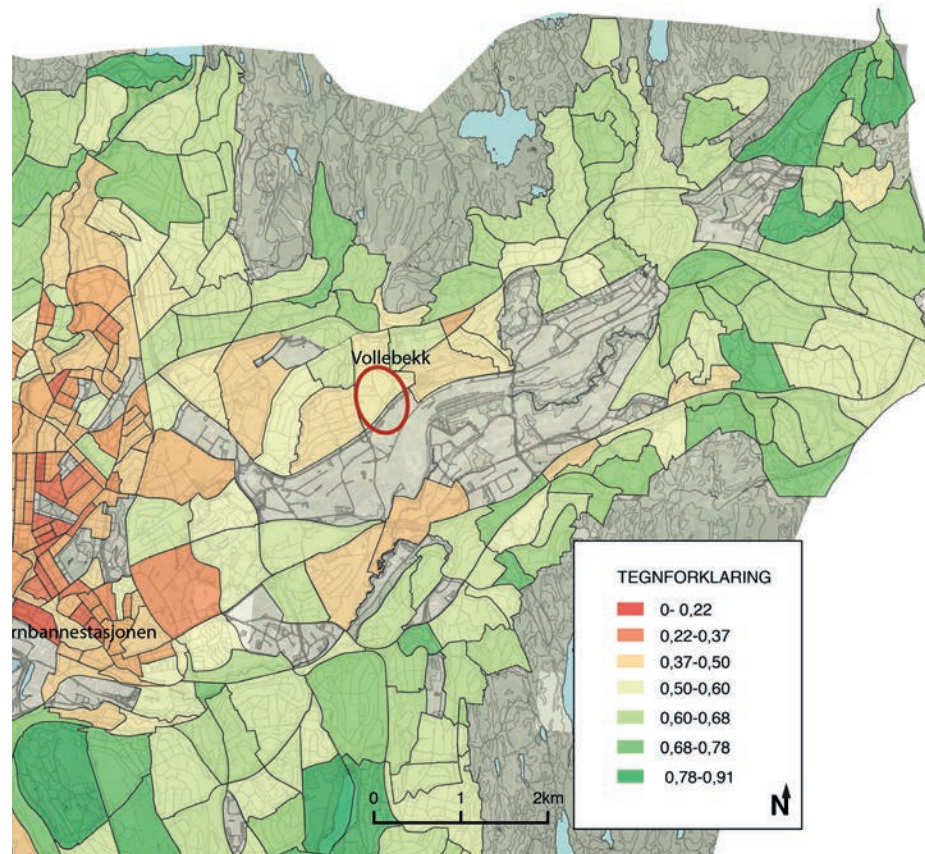 Vollebekk
rnbannestasjonen
TEGNFORKLARING
0- 0,22
0,22-0,37
0,37-0,50
0,50-0,60
0,60-0,68
0,68-0,78
0,78-0,91
0 1 2km
N